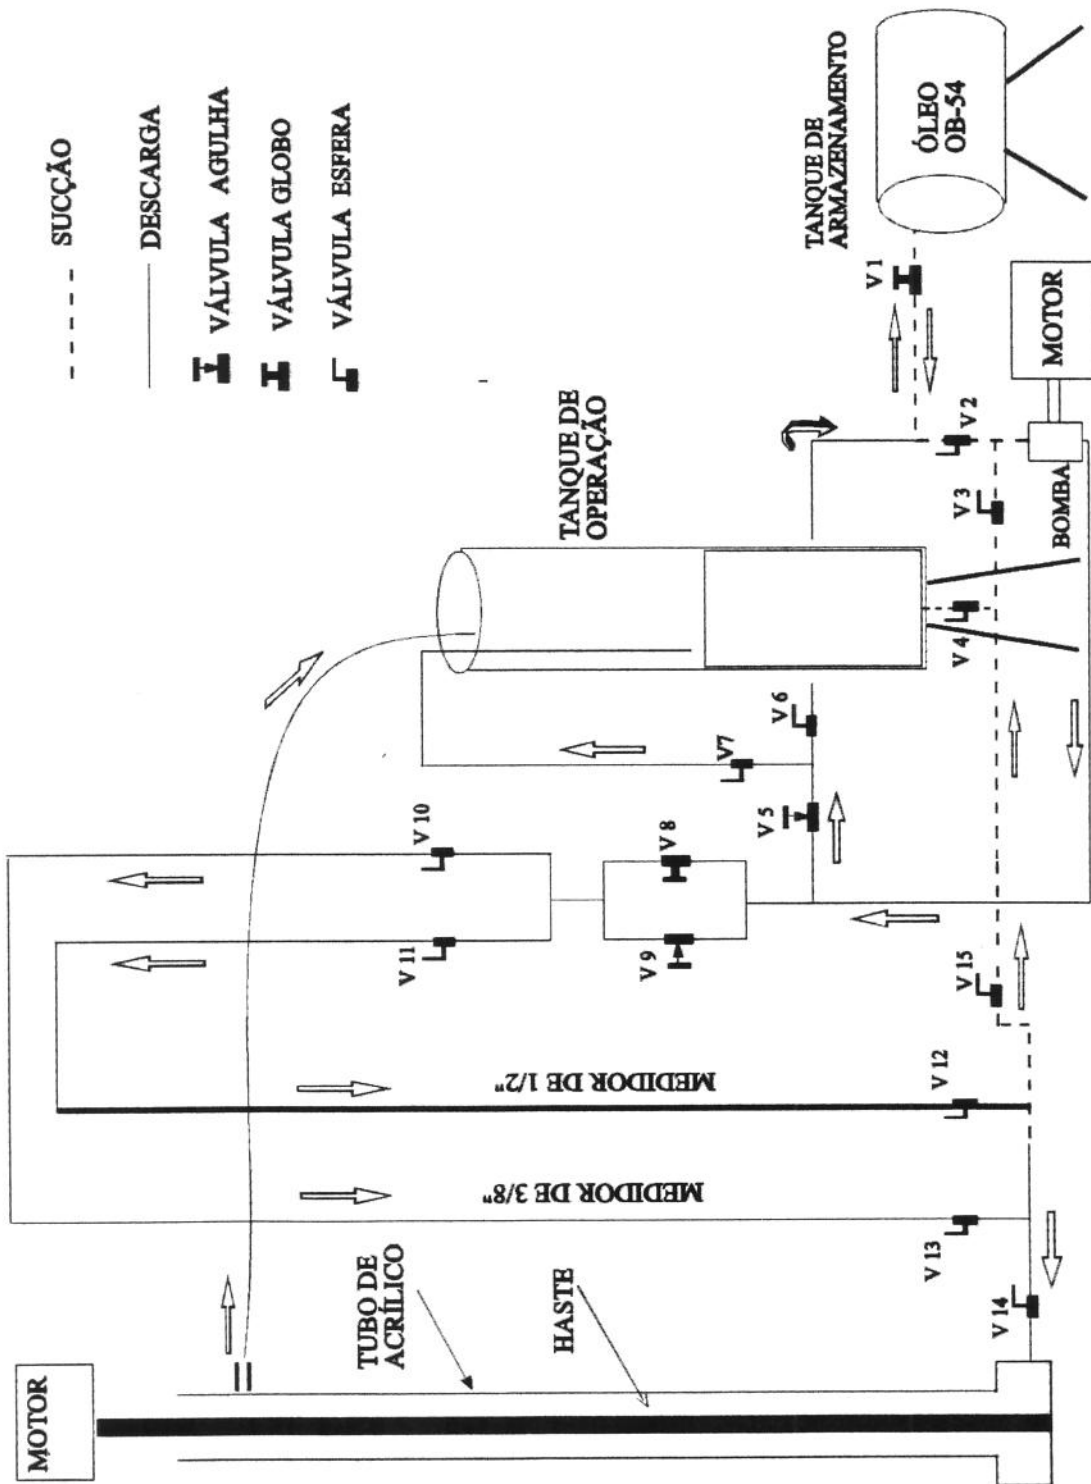 MOTOR
TUBO DE
ACRÍLICO
HASTE
V 14
V 13
MEDIDOR DE 3/8"
MEDIDOR DE 1/2"
V 12
V 15
V 11
V 10
V 9
V 8
V 5
V7
V 6
V 4
V 3
V 2
V 1
TANQUE DE
OPERAÇÃO
BOMBA
MOTOR
TANQUE DE
ARMAZENAMENTO
ÓLEO
OB-54
SUCÇÃO
DESCARGA
VÁLVULA AGULHA
VÁLVULA GLOBO
VÁLVULA ESFERA